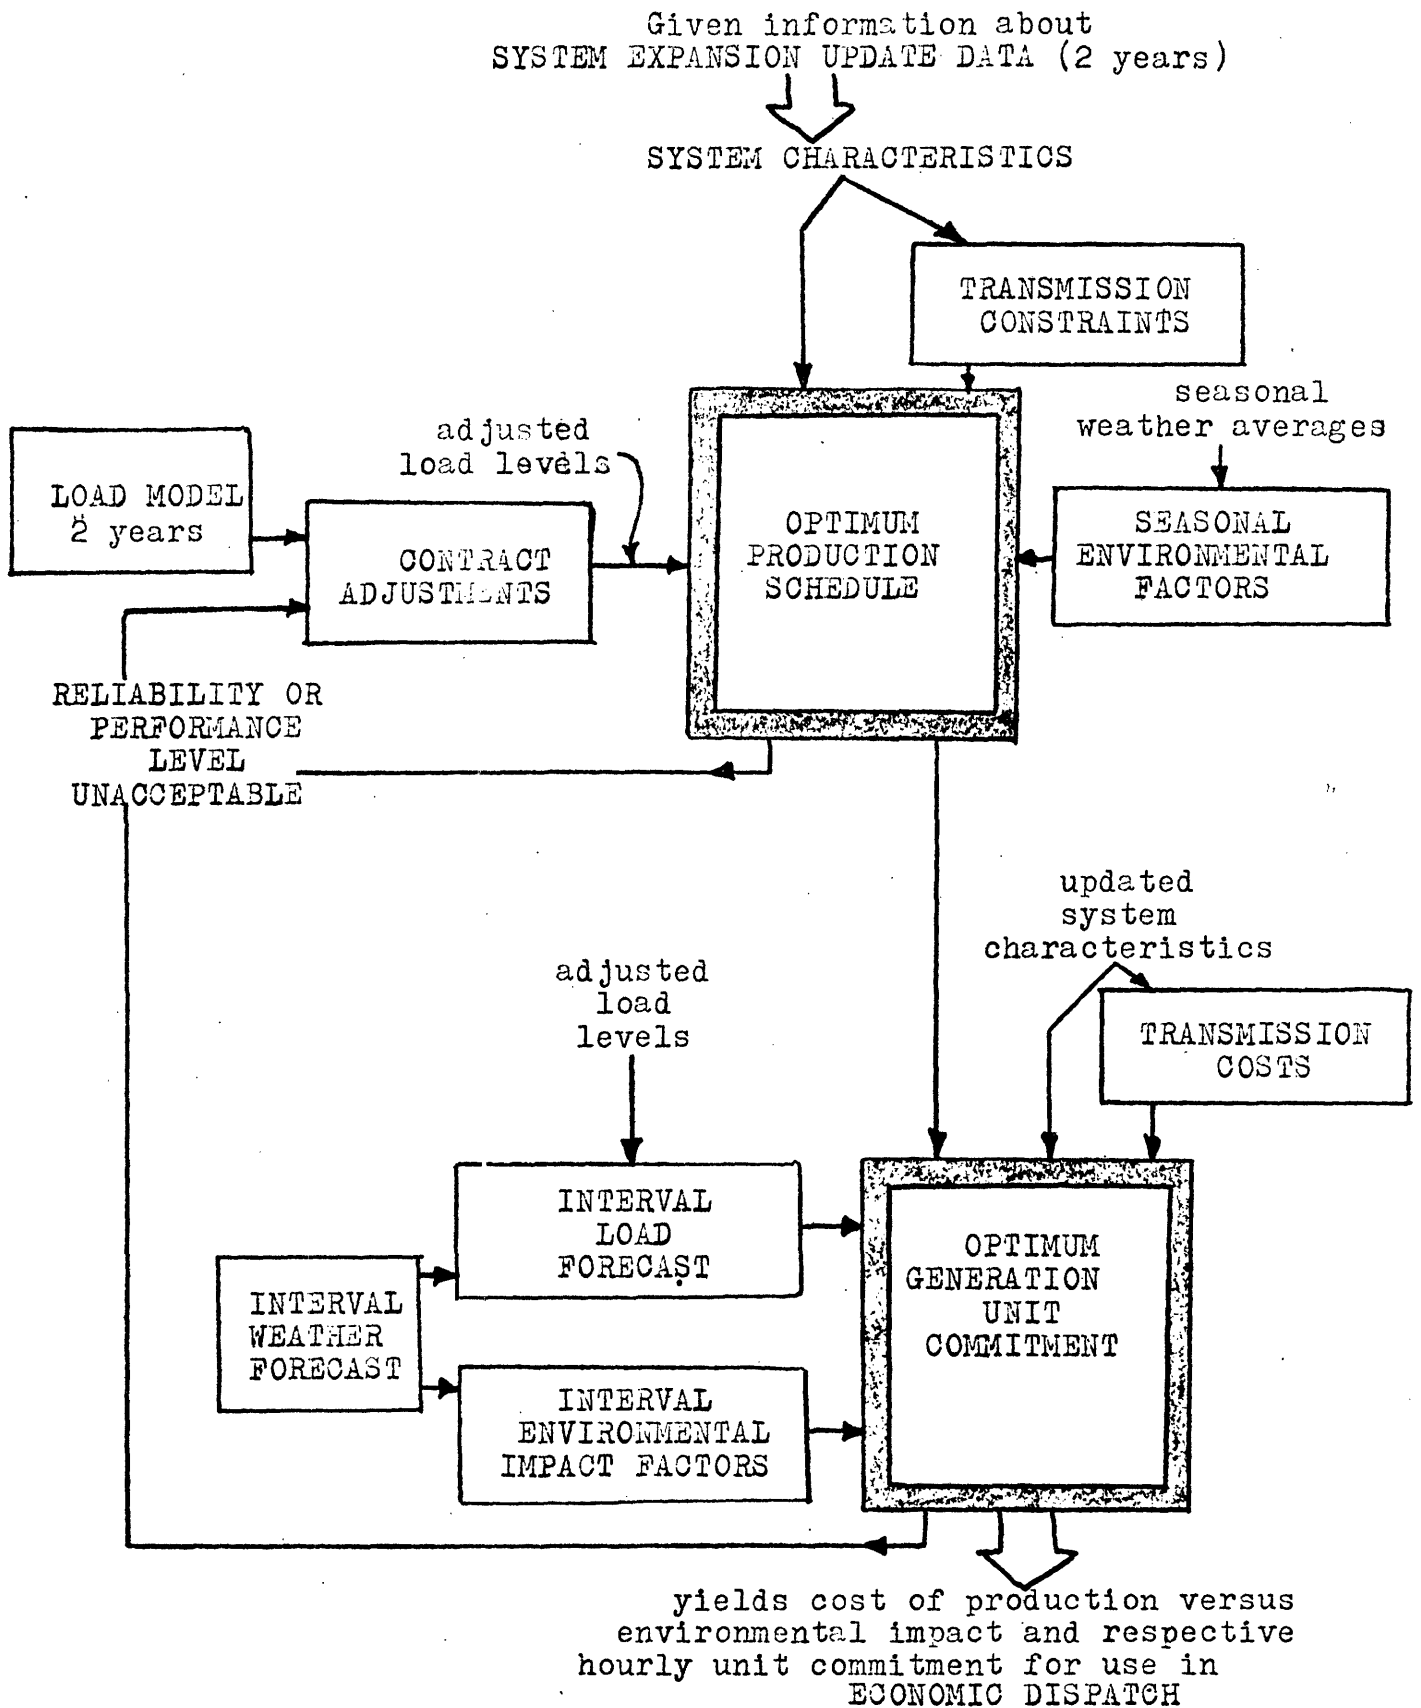 Given information about
SYSTEM EXPANSION UPDATE DATA (2 years)
SYSTEM CHARACTERISTICS
TRANSMISSION
CONSTRAINTS
seasonal
weather averages
adjusted
load levels
LOAD MODEL
2 years
CONTRACT
ADJUSTMENTS
OPTIMUM
PRODUCTION
SCHEDULE
SEASONAL
ENVIRONMENTAL
FACTORS
RELIABILITY OR
PERFORMANCE
LEVEL
UNACCEPTABLE
updated
system
characteristics
adjusted
load
levels
TRANSMISSION
COSTS
INTERVAL
LOAD
FORECAST
OPTIMUM
GENERATION
UNIT
COMMITMENT
INTERVAL
WEATHER
FORECAST
INTERVAL
ENVIRONMENTAL
IMPACT FACTORS
yields cost of production versus
environmental impact and respective
hourly unit commitment for use in
ECONOMIC DISPATCH